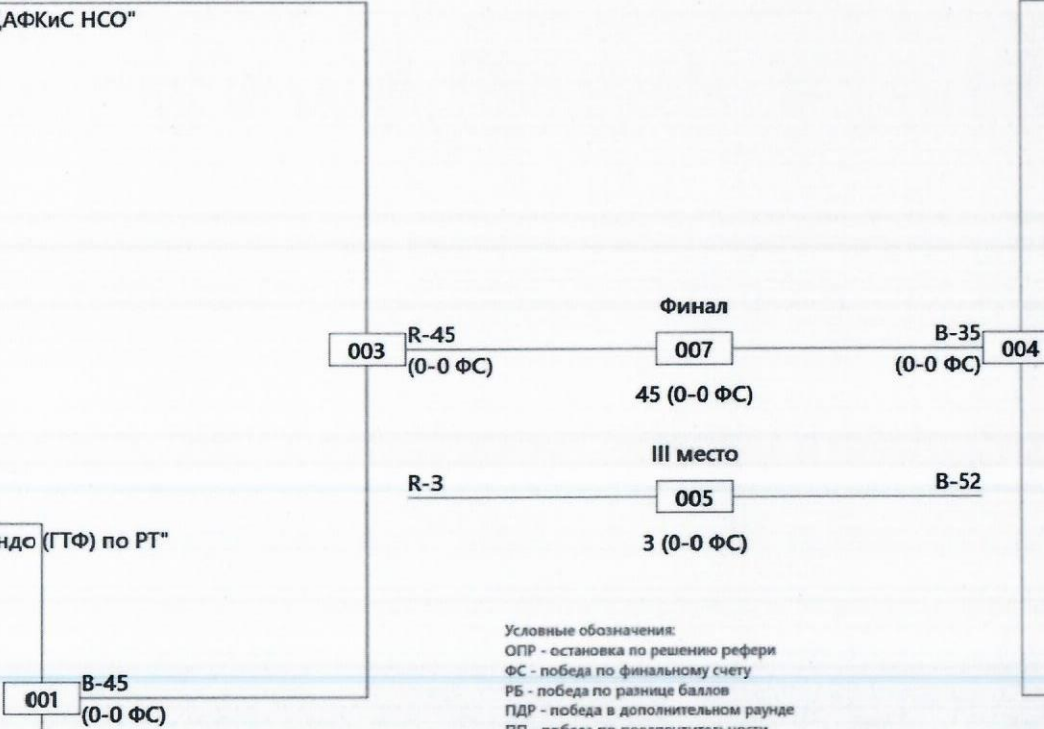 ДАФКиС НСО"
Финал
R-45
003
(0-0 ФС)
007
B-35
004
(0-0 ФС)
45 (0-0 ФС)
III место
R-3
005
B-52
3 (0-0 ФС)
(ГТФ) по РТ"
001
B-45
(0-0 ФС)
Условные обозначения:
ОПР - остановка по решению рефери
ФС - победа по финальному счету
РБ - победа по разнице баллов
ПДР - победа в дополнительном раунде